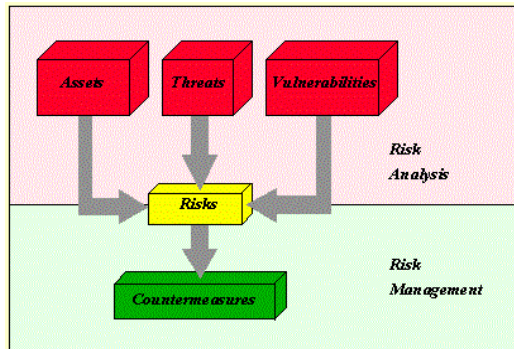 Assets
Threats
Vulnerabilities
Risk
Analysis
Risks
Risk
Management
Countermeasures